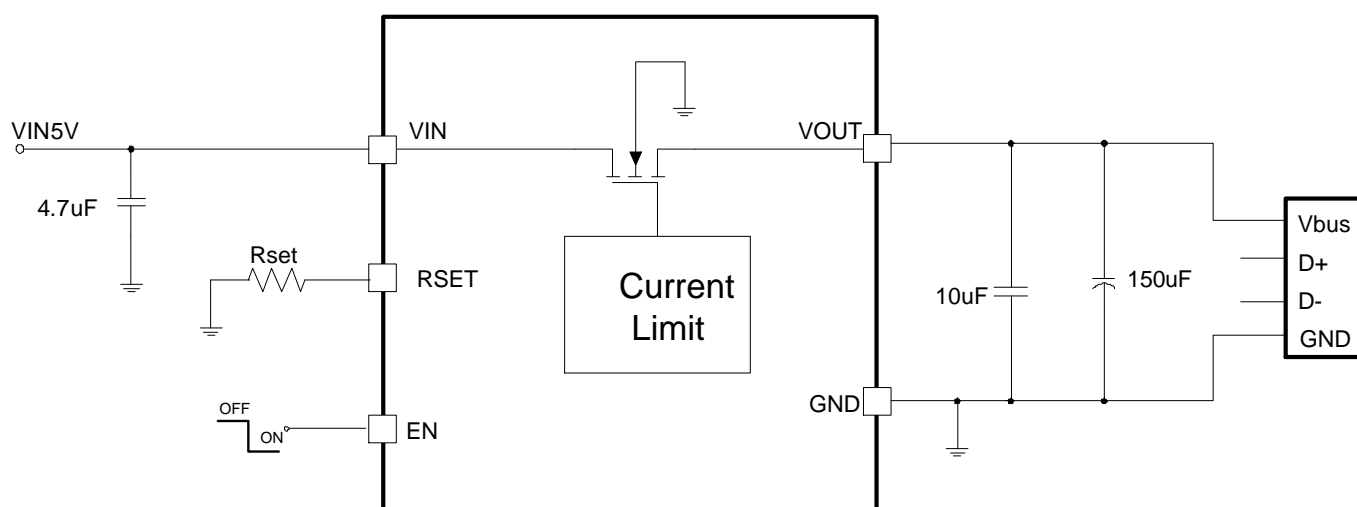 VIN5V
VIN
VOUT
4.7uF
Rset
RSET
Current
Limit
10uF
150uF
Vbus
D+
D-
GND
GND
OFF
ON
EN